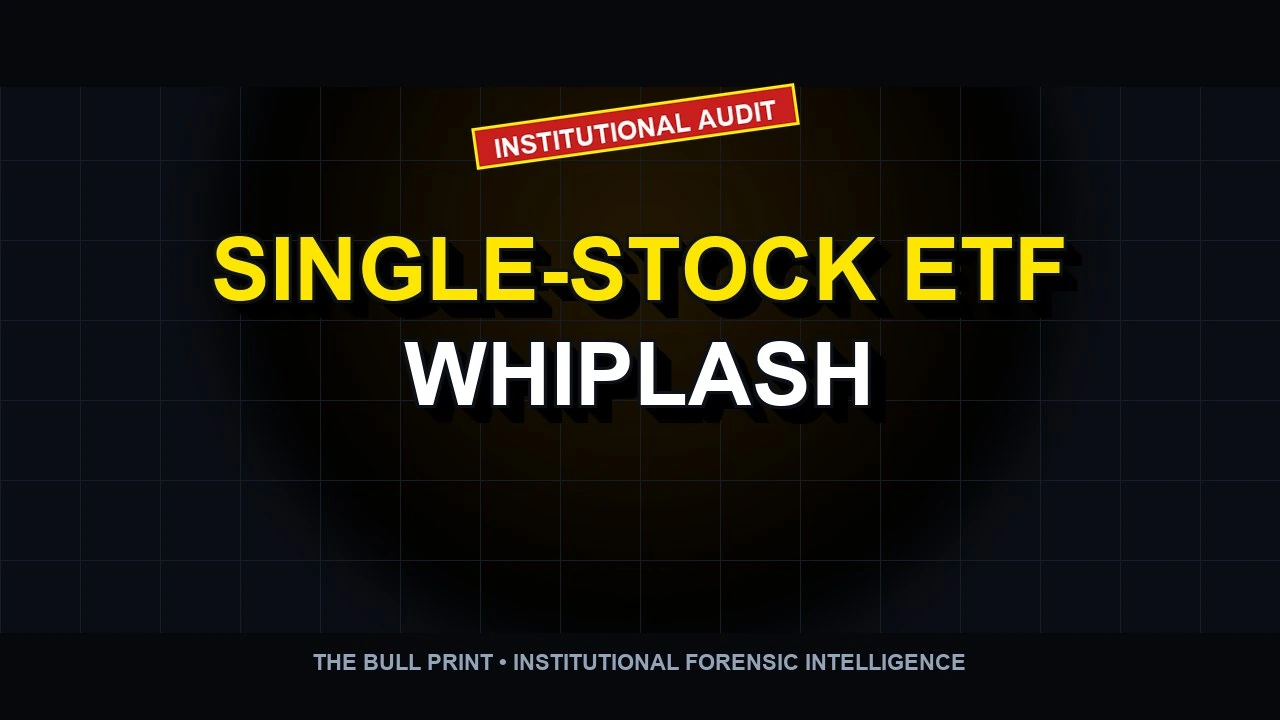 INSTITUTIONAL AUDIT
SINGLE-STOCK ETF
WHIPLASH
THE BULL PRINT • INSTITUTIONAL FORENSIC INTELLIGENCE